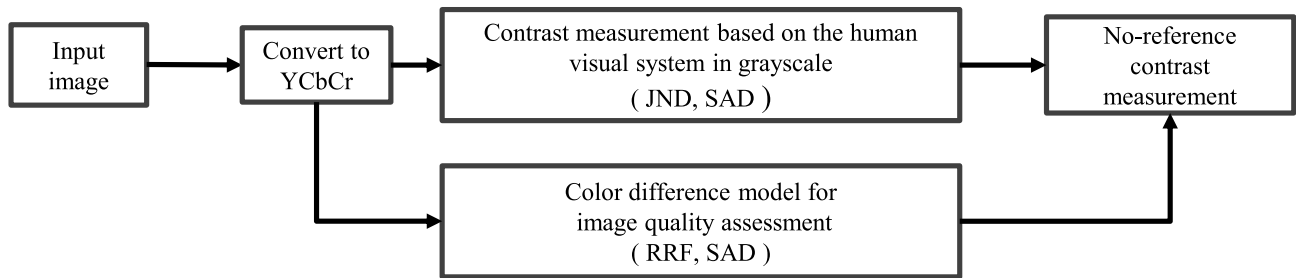 Input
image
Convert to
YCbCr
Contrast measurement based on the human
visual system in grayscale
( JND, SAD )
No-reference
contrast
measurement
Color difference model for
image quality assessment
( RRF, SAD )